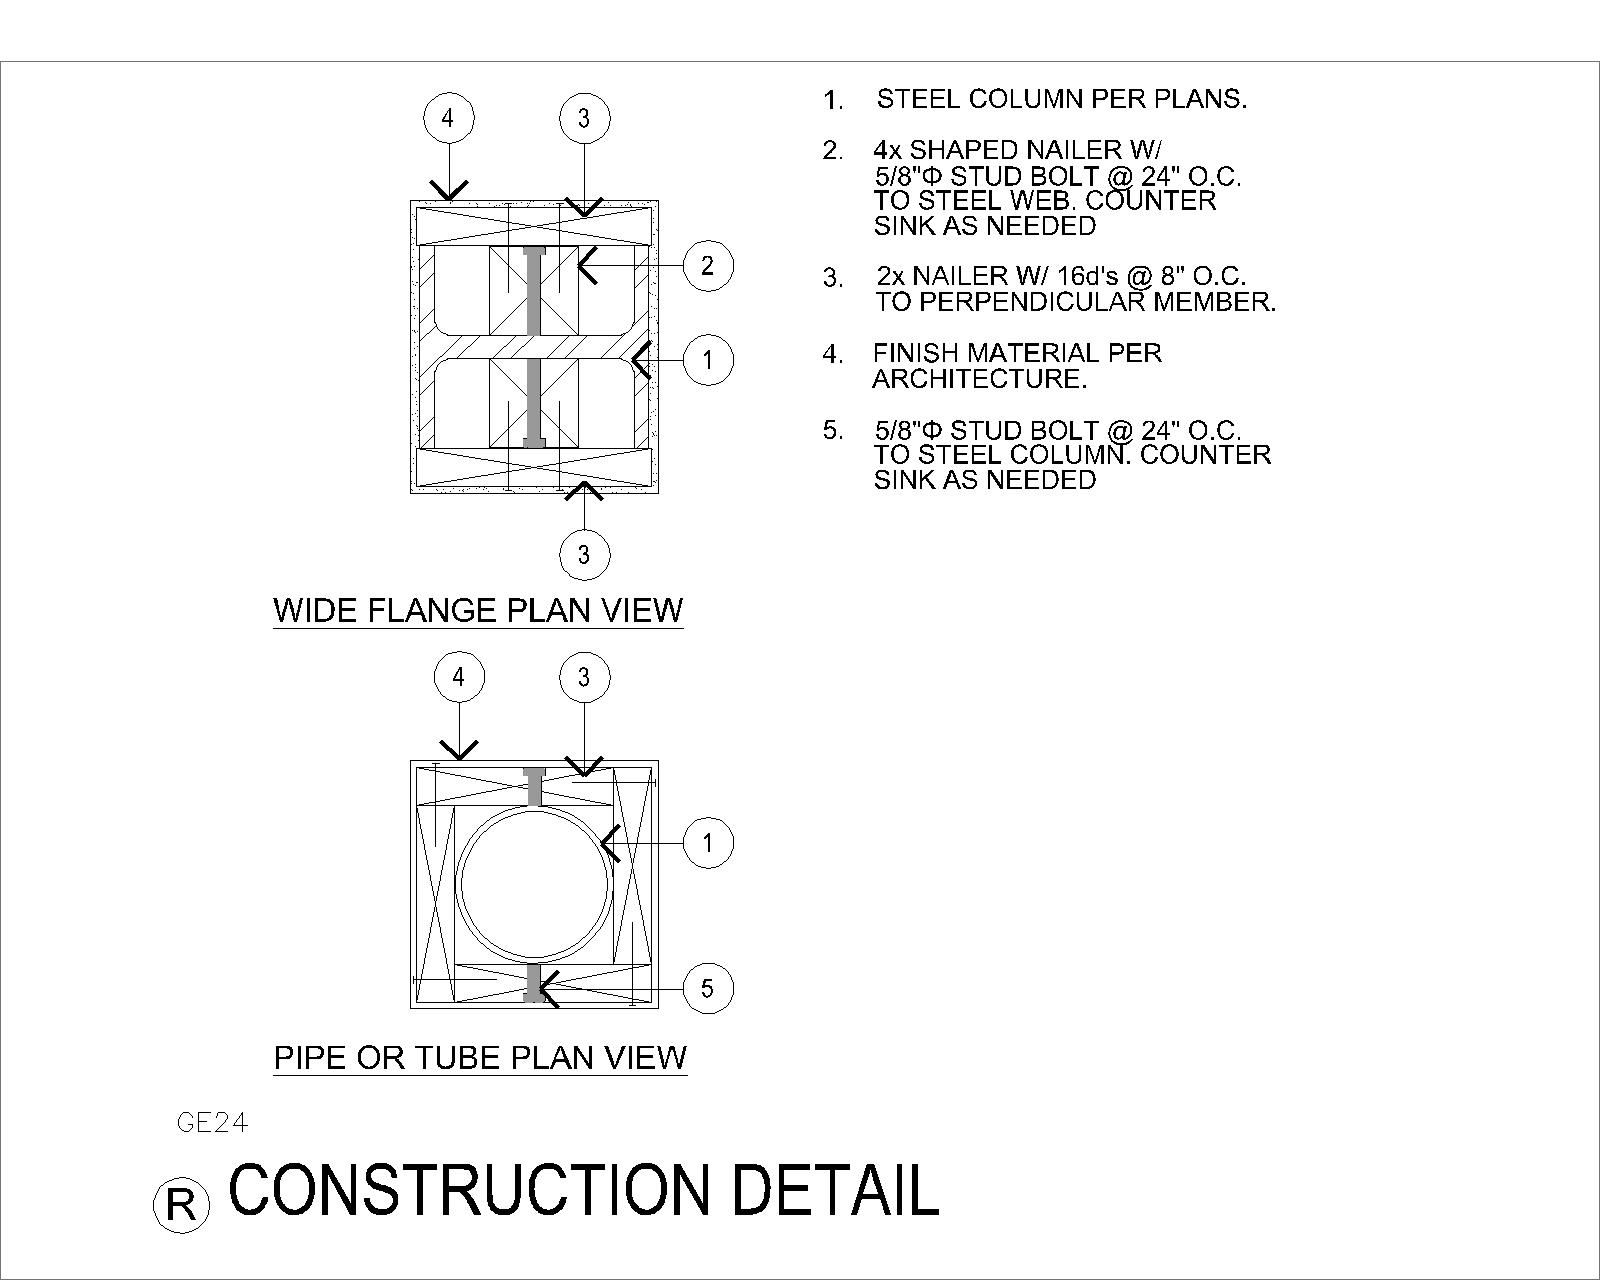 4
3
2
1
3
WIDE FLANGE PLAN VIEW
4
3
1
5
PIPE OR TUBE PLAN VIEW
1. STEEL COLUMN PER PLANS.
2. 4x SHAPED NAILER W/
5/8"Φ STUD BOLT @ 24" O.C.
TO STEEL WEB. COUNTER
SINK AS NEEDED
3. 2x NAILER W/ 16d's @ 8" O.C.
TO PERPENDICULAR MEMBER.
4. FINISH MATERIAL PER
ARCHITECTURE.
5. 5/8"Φ STUD BOLT @ 24" O.C.
TO STEEL COLUMN. COUNTER
SINK AS NEEDED
GE24
R CONSTRUCTION DETAIL